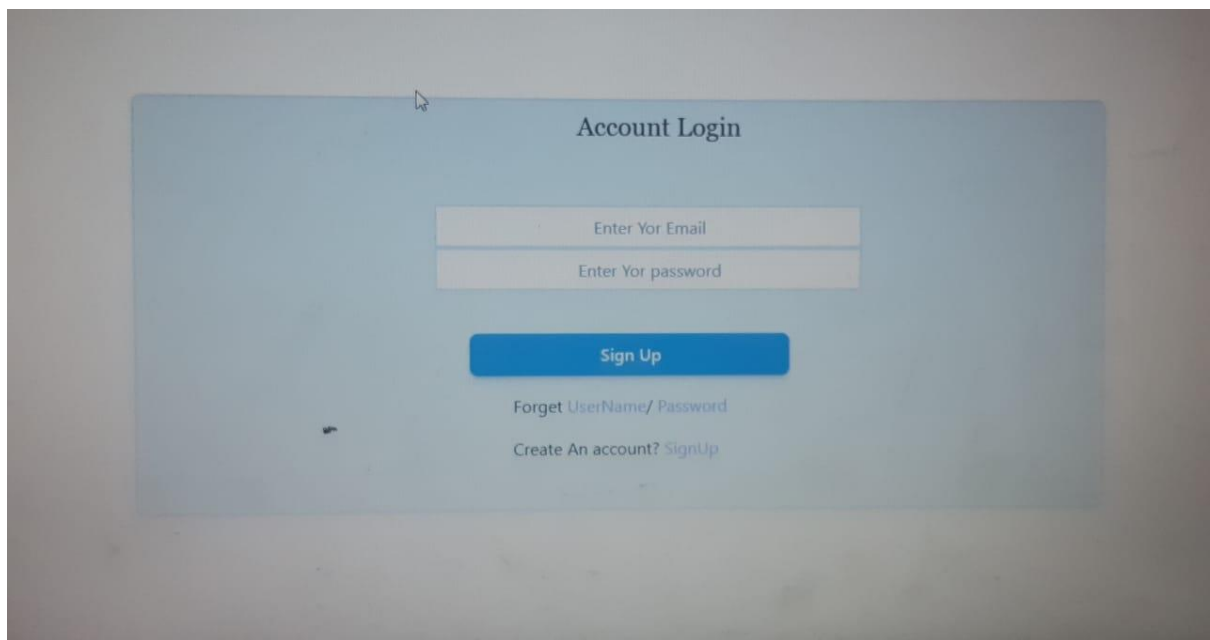 Account Login
Enter Yor Email
Enter Yor password
Sign Up
Forget UserName/ Password
Create An account? SignUp